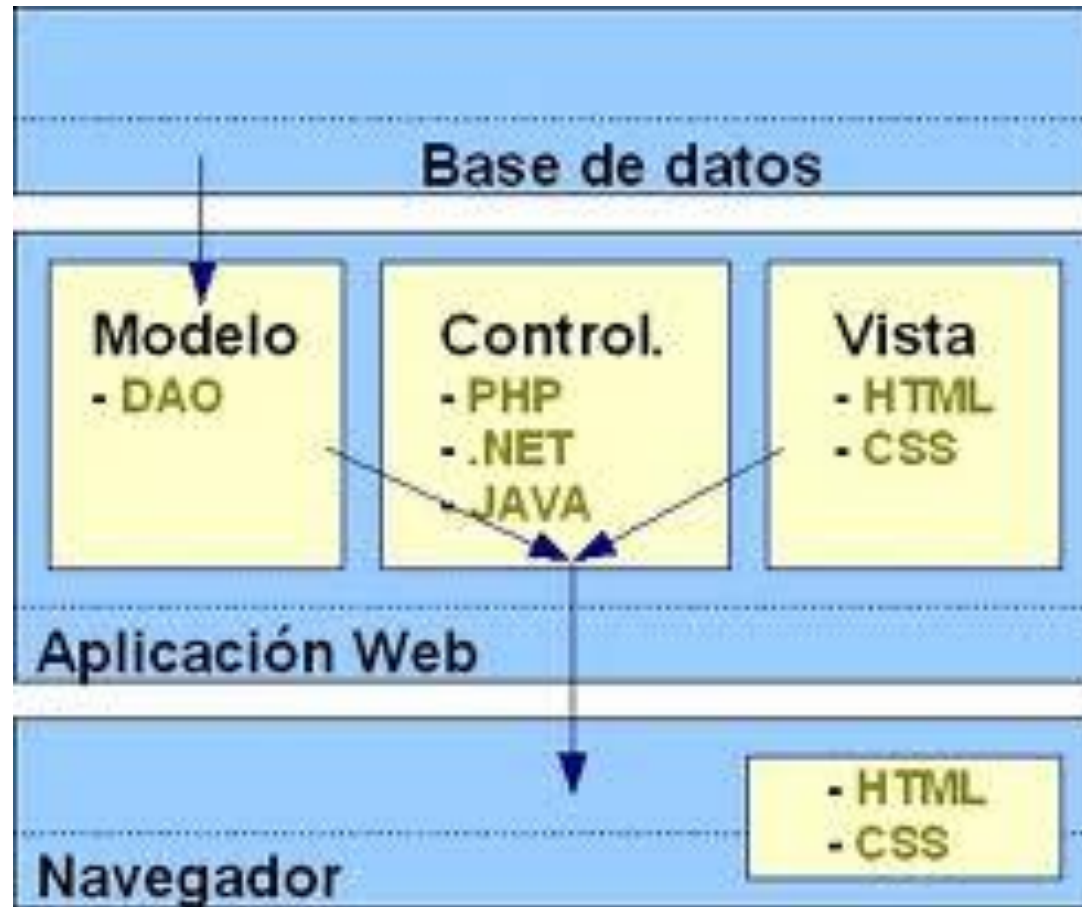 Base de datos
Modelo
- DAO
Control.
- PHP
- .NET
- JAVA
Vista
- HTML
- CSS
Aplicación Web
- HTML
- CSS
Navegador